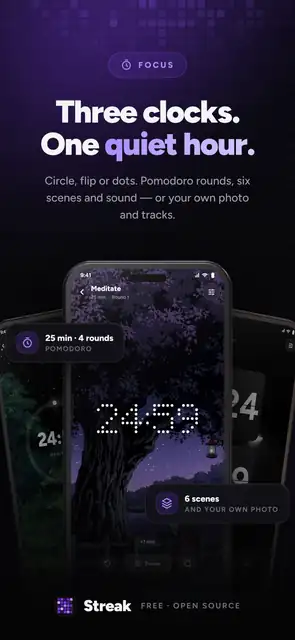 FOCUS
Three clocks.
One quiet hour.
Circle, flip or dots. Pomodoro rounds, six
scenes and sound — or your own photo
and tracks.
9:41
Meditate
25 min · 4 rounds
POMODORO
24:59
24:
24
6 scenes
AND YOUR OWN PHOTO
Streak
FREE · OPEN SOURCE